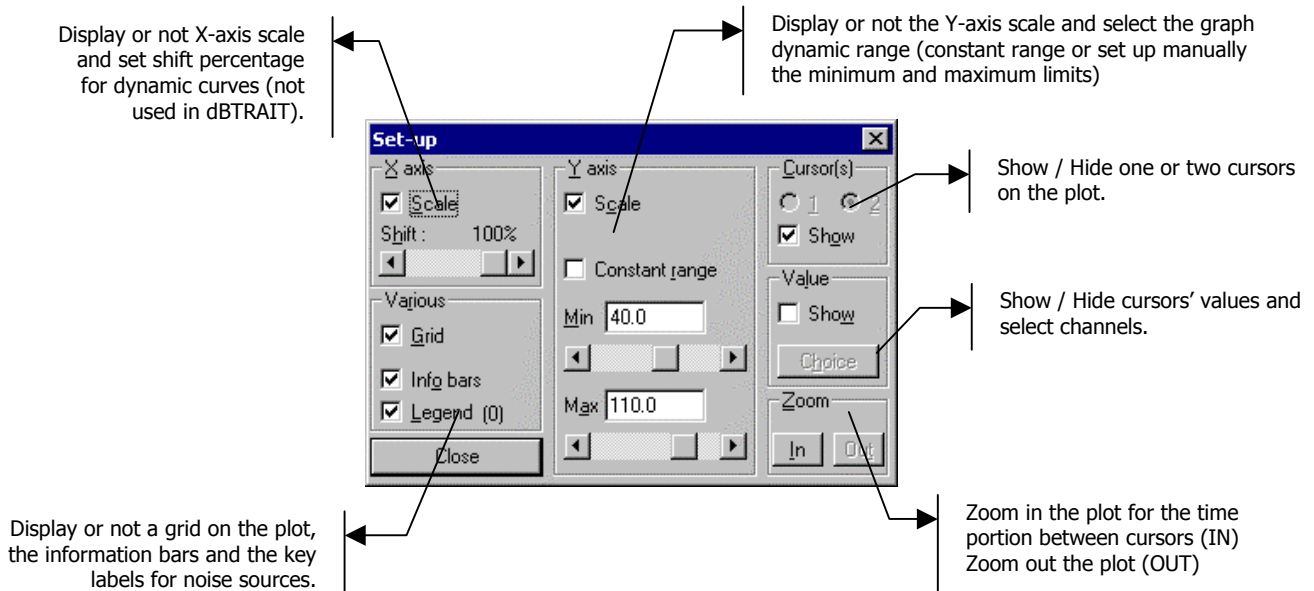 Display or not X-axis scale
and set shift percentage
for dynamic curves (not
used in dBTRAIT).
Display or not the Y-axis scale and select the graph
dynamic range (constant range or set up manually
the minimum and maximum limits)
Set-up
X axis
Scale
Shift : 100%
Various
Grid
Info bars
Legend (0)
Close
Y axis
Scale
Constant range
Min 40.0
Max 110.0
Cursor(s)
1 2
Show
Value
Show
Choice
Zoom
In Out
Show / Hide one or two cursors
on the plot.
Show / Hide cursors' values and
select channels.
Display or not a grid on the plot,
the information bars and the key
labels for noise sources.
Zoom in the plot for the time
portion between cursors (IN)
Zoom out the plot (OUT)